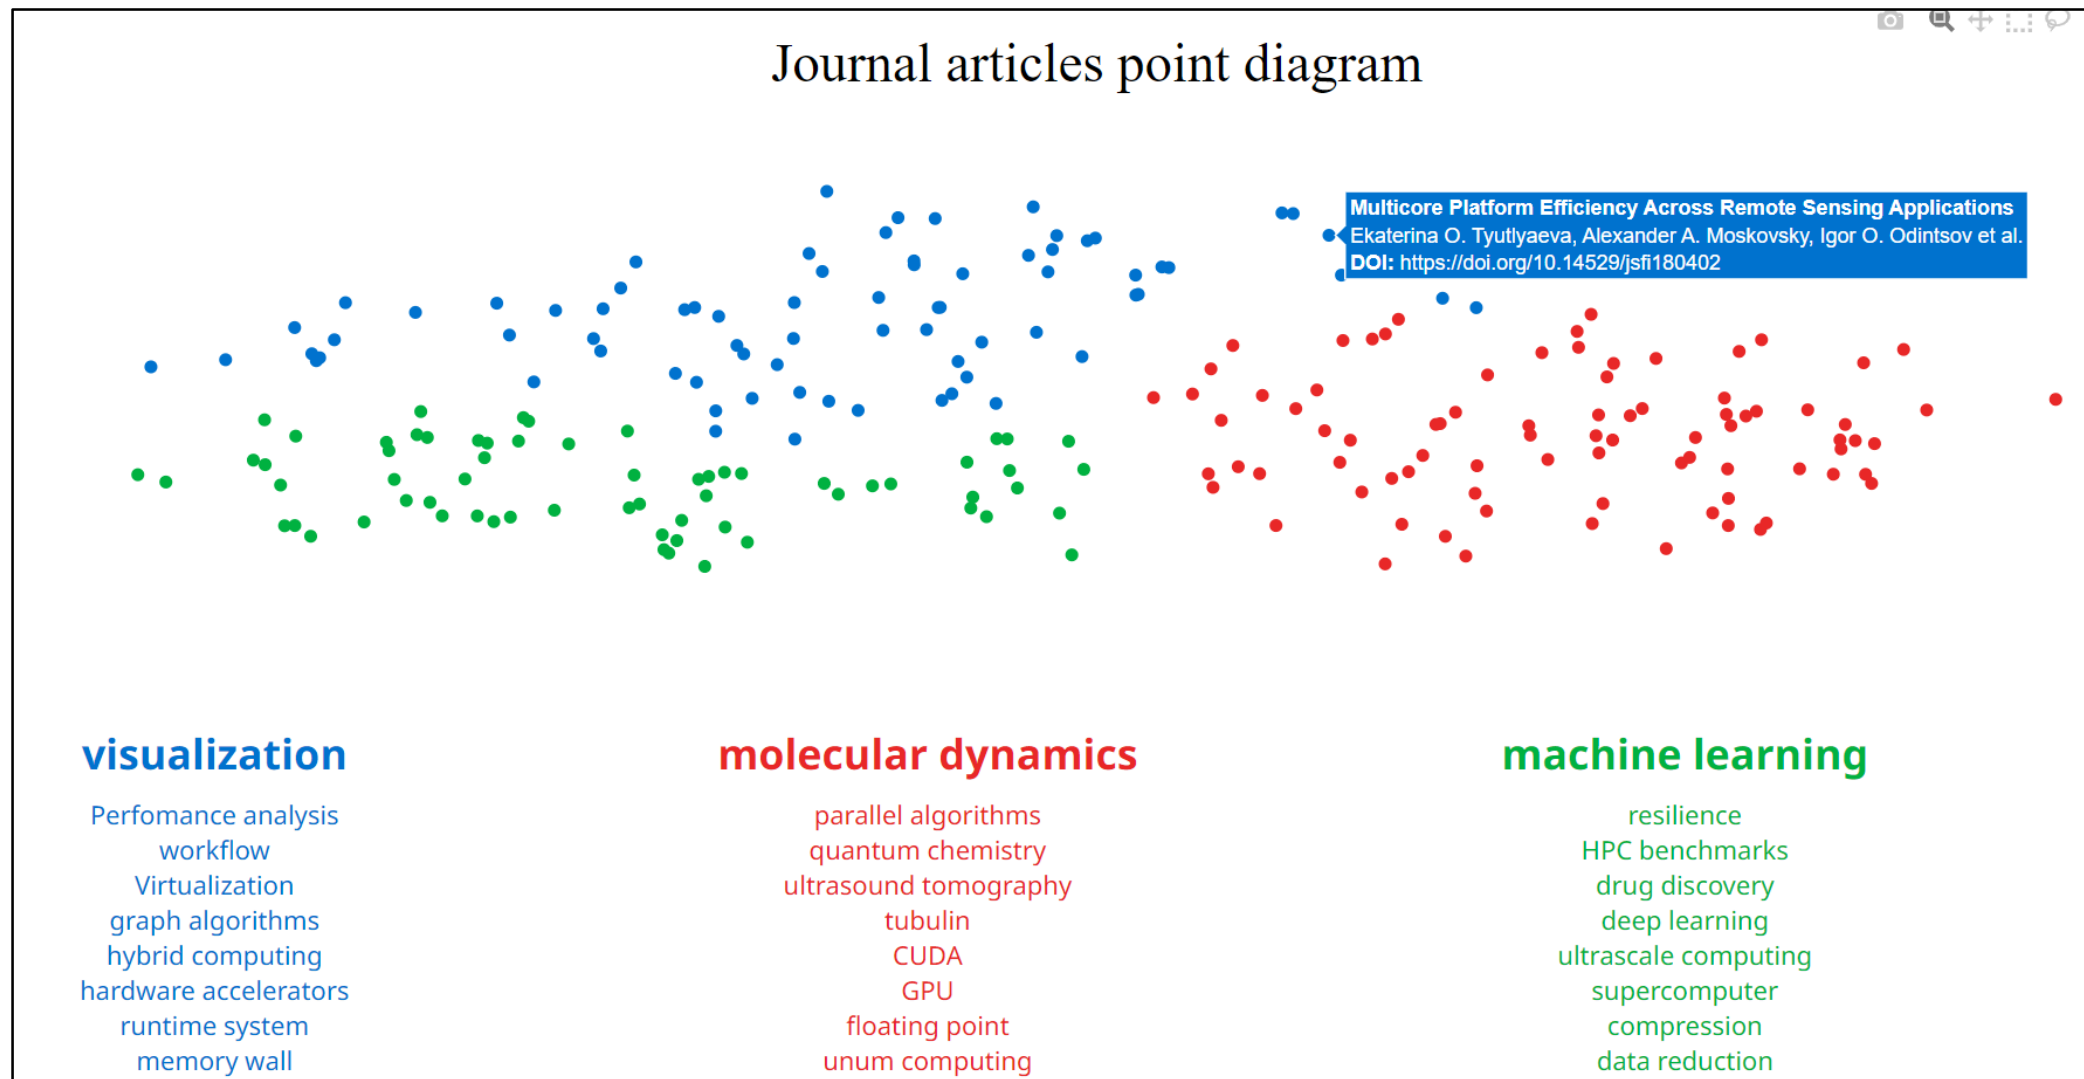 Journal articles point diagram
Multicore Platform Efficiency Across Remote Sensing Applications
Ekaterina O. Tyutlyaeva, Alexander A. Moskovsky, Igor O. Odintsov et al.
DOI: https://doi.org/10.14529/jsfi180402
visualization
Perfomance analysis
workflow
Virtualization
graph algorithms
hybrid computing
hardware accelerators
runtime system
memory wall
molecular dynamics
parallel algorithms
quantum chemistry
ultrasound tomography
tubulin
CUDA
GPU
floating point
unum computing
machine learning
resilience
HPC benchmarks
drug discovery
deep learning
ultrascale computing
supercomputer
compression
data reduction